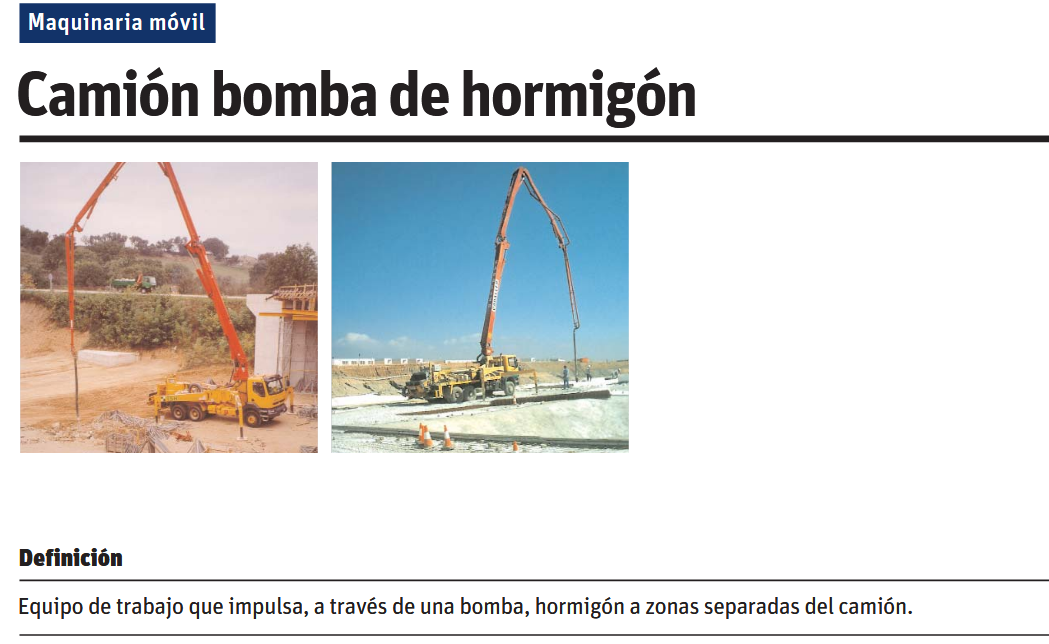 Maquinaria móvil
Camión bomba de hormigón
Definición
Equipo de trabajo que impulsa, a través de una bomba, hormigón a zonas separadas del camión.